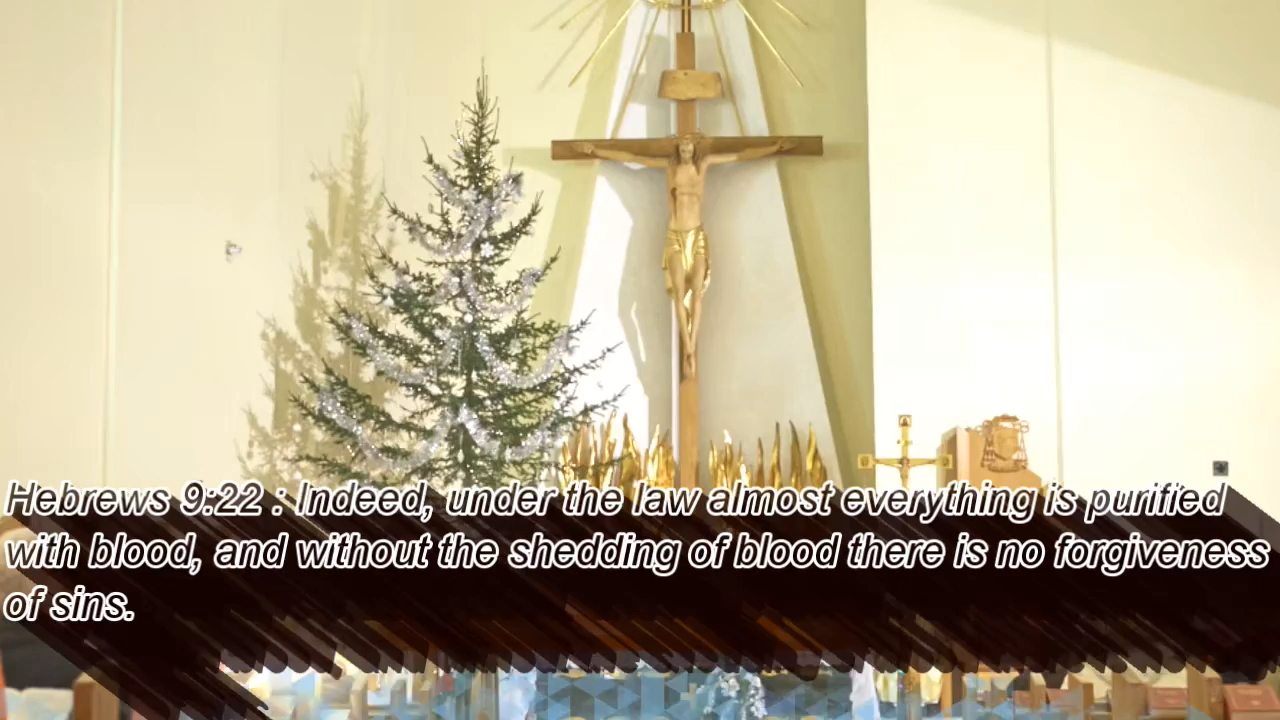 Hebrews 9:22 : Indeed, under the law almost everything is purified
with blood, and without the shedding of blood there is no forgiveness
of sins.